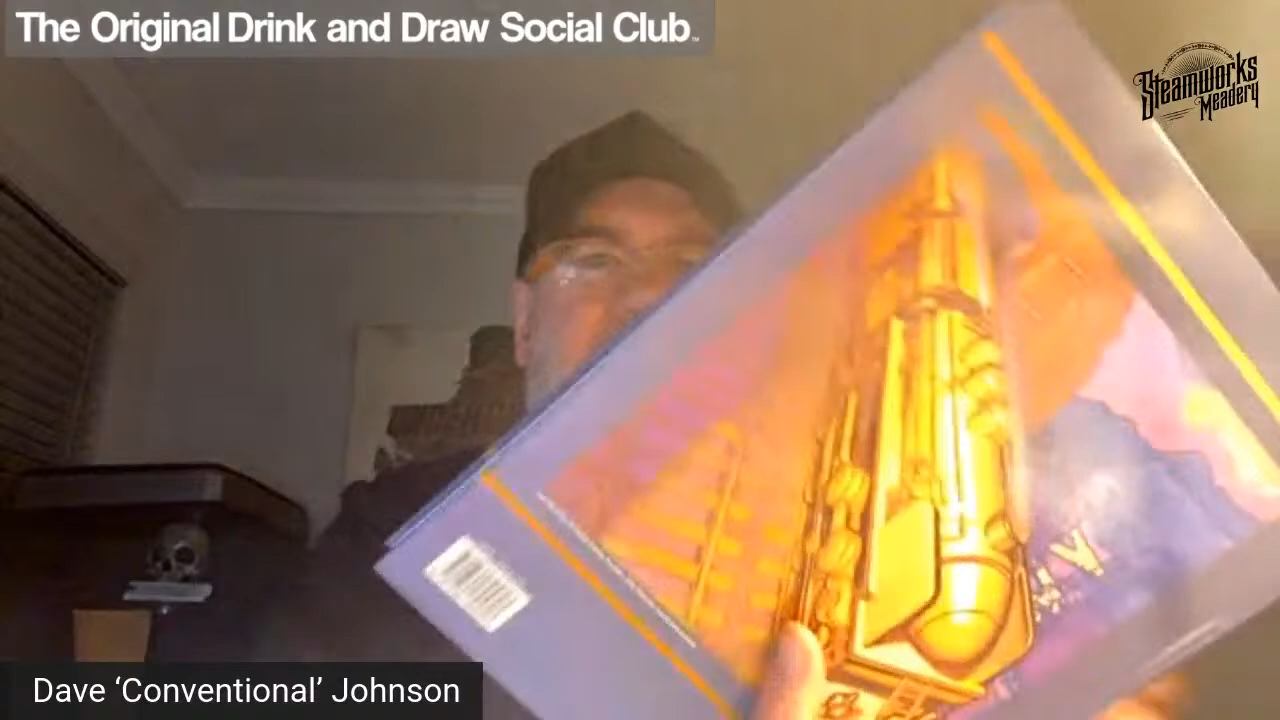 The Original Drink and Draw Social Club
Steamworks
Meadery
Dave ‘Conventional’ Johnson